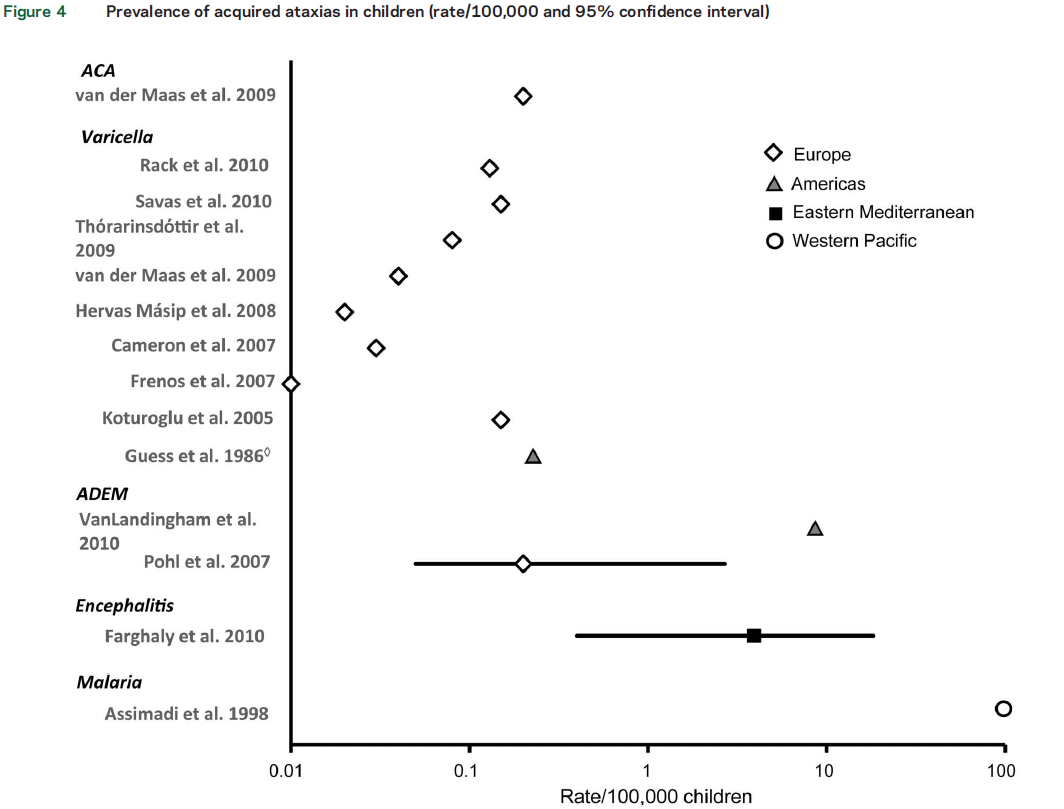 Figure 4 Prevalence of acquired ataxias in children (rate/100,000 and 95% confidence interval)
ACA
van der Maas et al. 2009
Varicella
Rack et al. 2010
Savas et al. 2010
Thórarinsdóttir et al.
2009
van der Maas et al. 2009
Hervas Másip et al. 2008
Cameron et al. 2007
Frenos et al. 2007
Koturoglu et al. 2005
Guess et al. 1986◊
ADEM
VanLandingham et al.
2010
Pohl et al. 2007
Encephalitis
Farghaly et al. 2010
Malaria
Assimadi et al. 1998
Europe
Americas
Eastern Mediterranean
Western Pacific
0.01 0.1 1 10 100
Rate/100,000 children